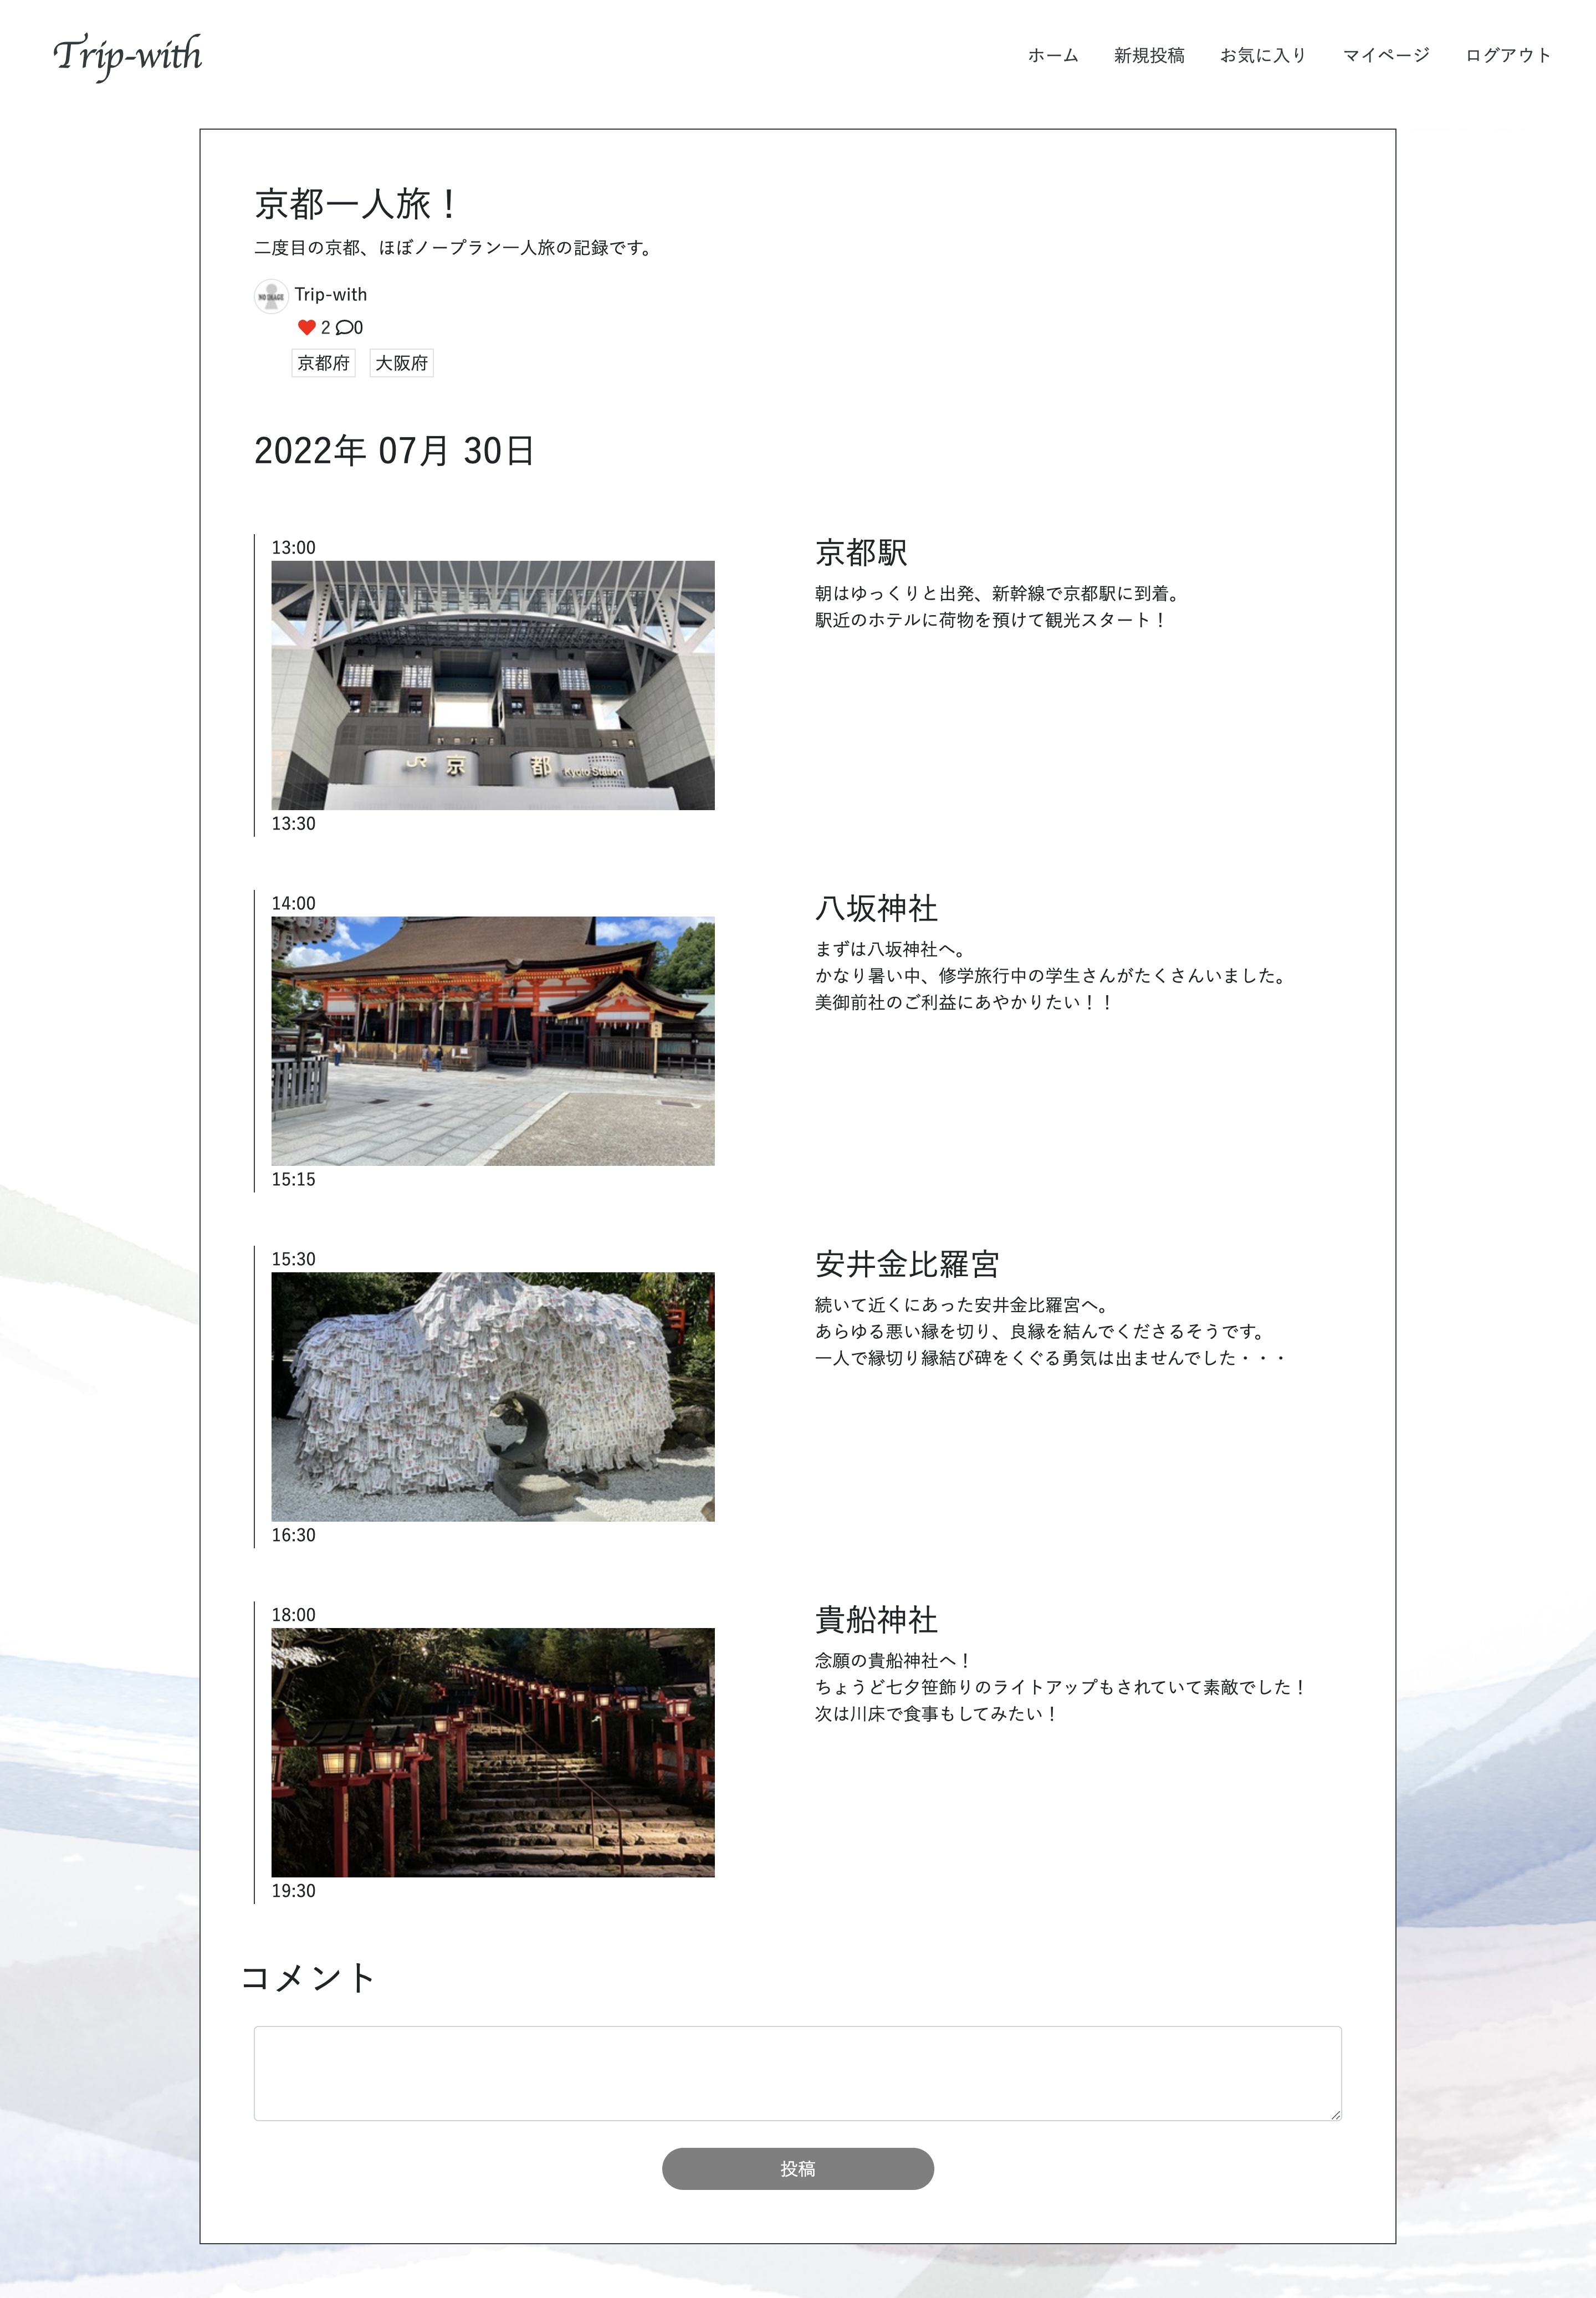 Trip-with
ホーム 新規投稿 お気に入り マイページ ログアウト
京都一人旅！
二度目の京都、ほぼノープラン一人旅の記録です。
NO IMAGE
Trip-with
2 0
京都府 大阪府
2022年 07月 30日
13:00
JR 京都 Kyoto Station
13:30
京都駅
朝はゆっくりと出発、新幹線で京都駅に到着。
駅近のホテルに荷物を預けて観光スタート！
14:00
15:15
八坂神社
まずは八坂神社へ。
かなり暑い中、修学旅行中の学生さんがたくさんいました。
美御前社のご利益にあやかりたい！！
15:30
16:30
安井金比羅宮
続いて近くにあった安井金比羅宮へ。
あらゆる悪い縁を切り、良縁を結んでくださるそうです。
一人で縁切り縁結び碑をくぐる勇気は出ませんでした・・・
18:00
19:30
貴船神社
念願の貴船神社へ！
ちょうど七夕笹飾りのライトアップもされていて素敵でした！
次は川床で食事もしてみたい！
コメント
投稿